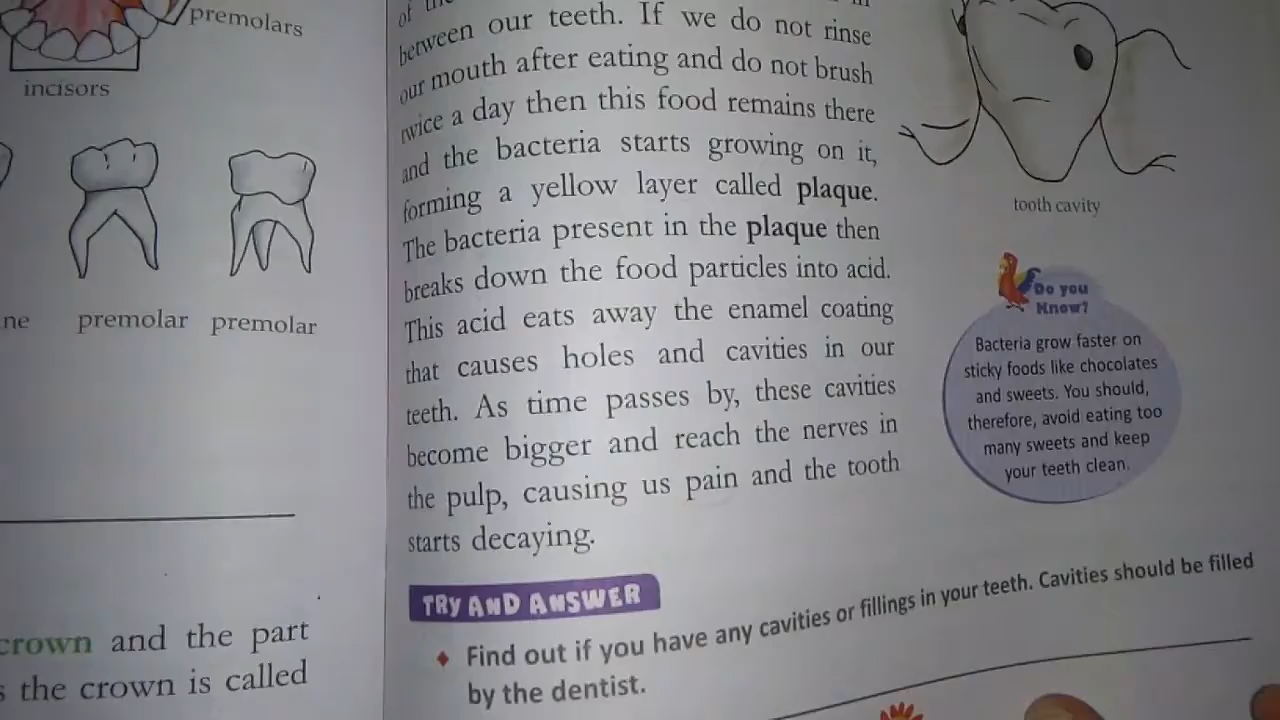 premolars
incisors
ne premolar premolar
crown and the part
s the crown is called
of the
between our teeth. If we do not rinse
our mouth after eating and do not brush
twice a day then this food remains there
and the bacteria starts growing on it,
forming a yellow layer called plaque.
The bacteria present in the plaque then
breaks down the food particles into acid.
This acid eats away the enamel coating
that causes holes and cavities in our
teeth. As time passes by, these cavities
become bigger and reach the nerves in
the pulp, causing us pain and the tooth
starts decaying.
tooth cavity
Do you
Know?
Bacteria grow faster on
sticky foods like chocolates
and sweets. You should,
therefore, avoid eating too
many sweets and keep
your teeth clean.
TRY AND ANSWER
♦ Find out if you have any cavities or fillings in your teeth. Cavities should be filled
by the dentist.